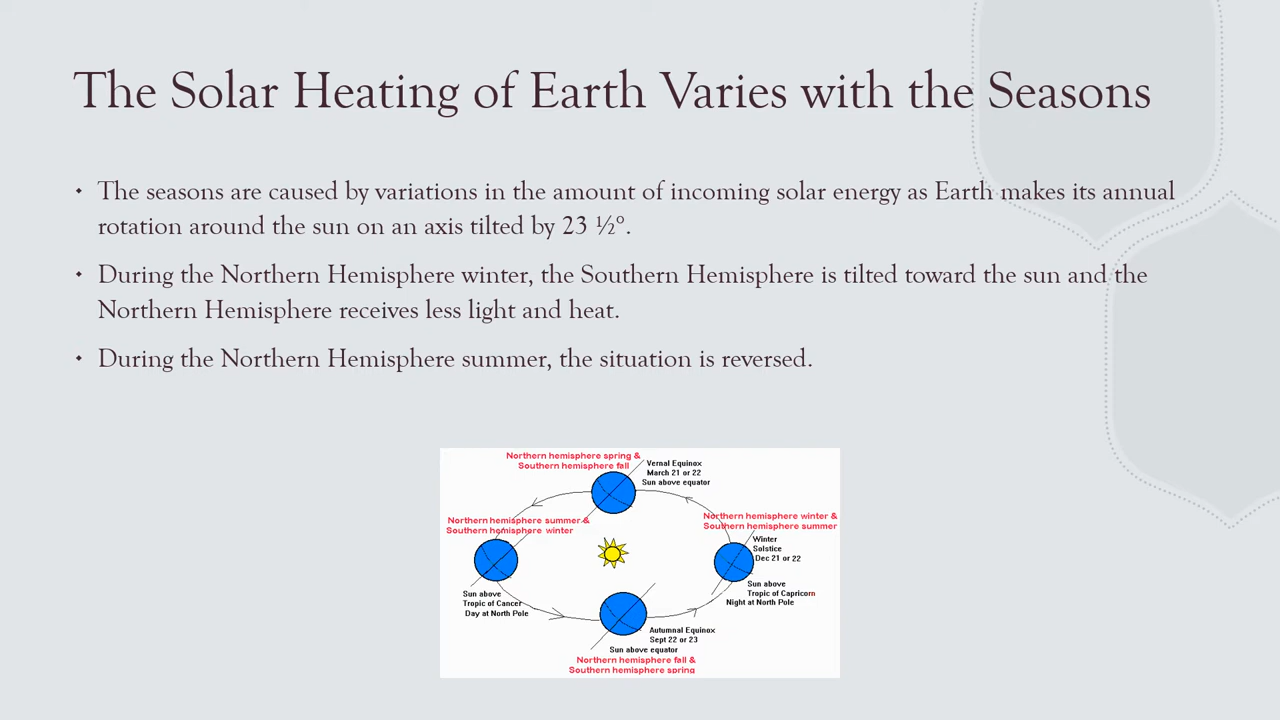 The Solar Heating of Earth Varies with the Seasons
• The seasons are caused by variations in the amount of incoming solar energy as Earth makes its annual
rotation around the sun on an axis tilted by 23 ½°.
• During the Northern Hemisphere winter, the Southern Hemisphere is tilted toward the sun and the
Northern Hemisphere receives less light and heat.
• During the Northern Hemisphere summer, the situation is reversed.
Northern hemisphere spring &
Southern hemisphere fall
Vernal Equinox
March 21 or 22
Sun above equator
Northern hemisphere summer &
Southern hemisphere winter
Northern hemisphere winter &
Southern hemisphere summer
Winter
Solstice
Dec 21 or 22
Sun above
Tropic of Capricorn
Night at North Pole
Sun above
Tropic of Cancer
Day at North Pole
Autumnal Equinox
Sept 22 or 23
Sun above equator
Northern hemisphere fall &
Southern hemisphere spring